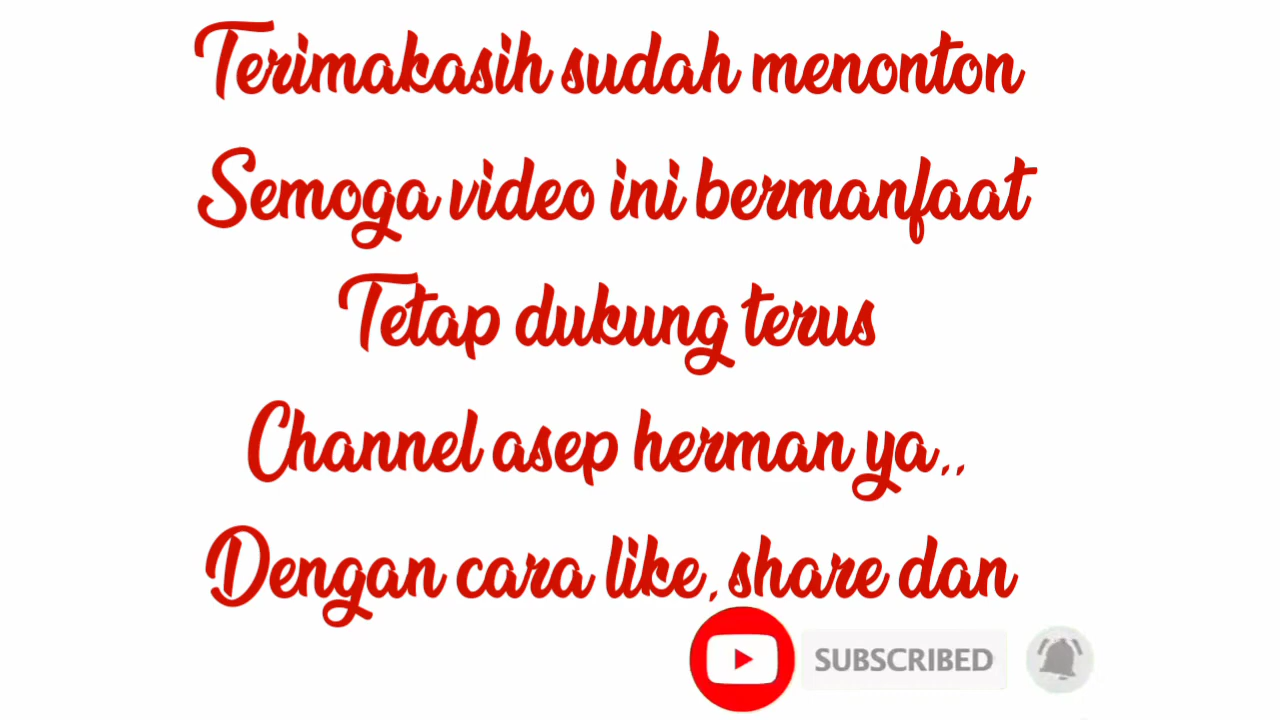 Terimakasih sudah menonton
Semoga video ini bermanfaat
Tetap dukung terus
Channel asep herman ya,,
Dengan cara like, share dan
SUBSCRIBED